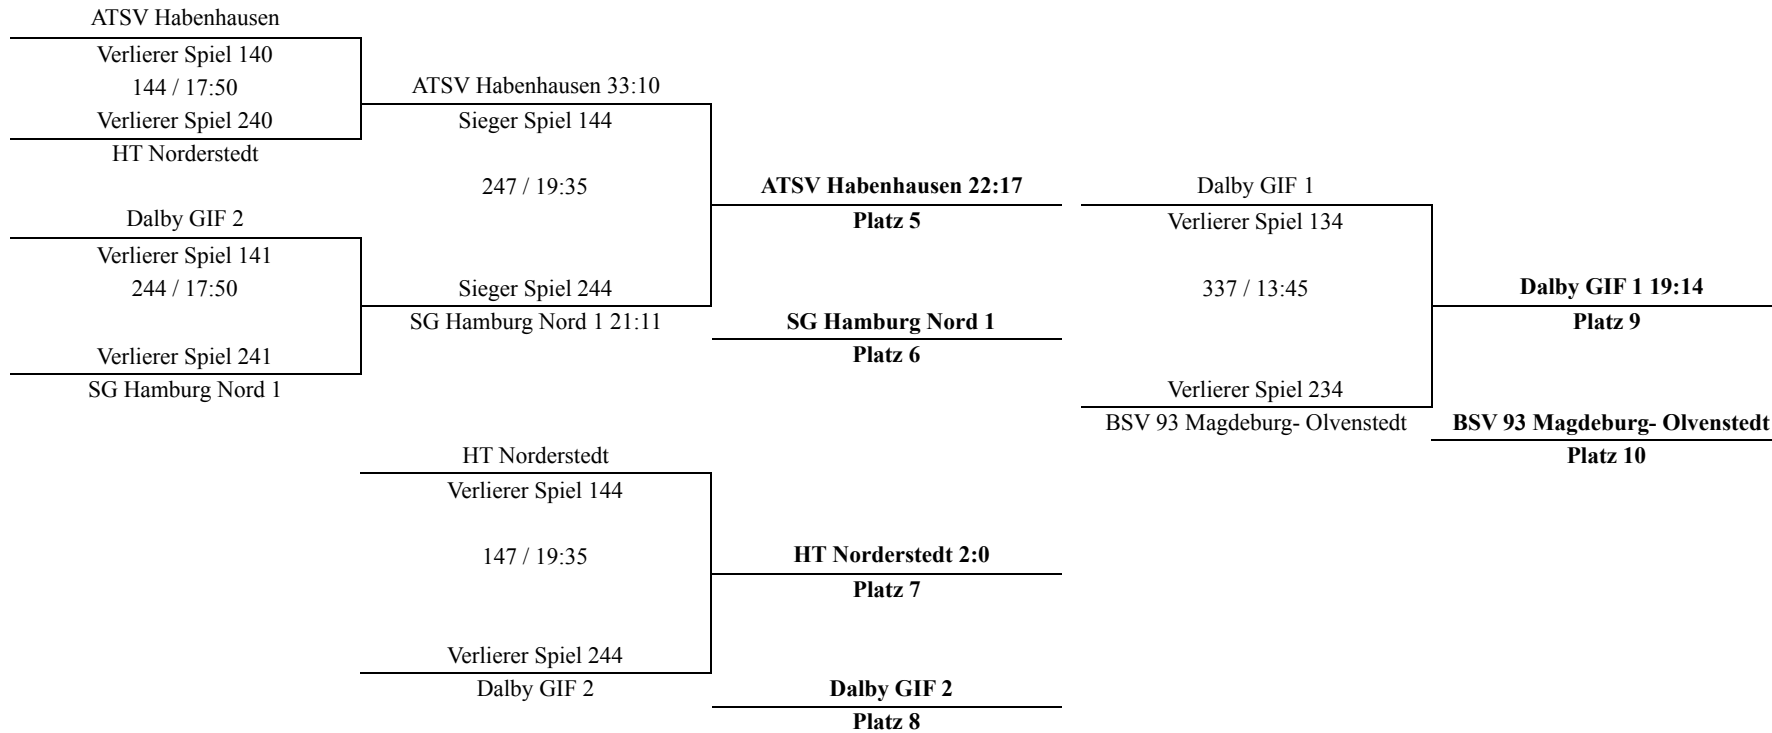 ATSV Habenhausen
Verlierer Spiel 140
144 / 17:50
Verlierer Spiel 240
HT Norderstedt
Dalby GIF 2
Verlierer Spiel 141
244 / 17:50
Verlierer Spiel 241
SG Hamburg Nord 1
ATSV Habenhausen 33:10
Sieger Spiel 144
247 / 19:35
Sieger Spiel 244
SG Hamburg Nord 1 21:11
ATSV Habenhausen 22:17
Platz 5
SG Hamburg Nord 1
Platz 6
HT Norderstedt
Verlierer Spiel 144
147 / 19:35
Verlierer Spiel 244
Dalby GIF 2
HT Norderstedt 2:0
Platz 7
Dalby GIF 2
Platz 8
Dalby GIF 1
Verlierer Spiel 134
337 / 13:45
Verlierer Spiel 234
BSV 93 Magdeburg- Olvenstedt
Dalby GIF 1 19:14
Platz 9
BSV 93 Magdeburg- Olvenstedt
Platz 10